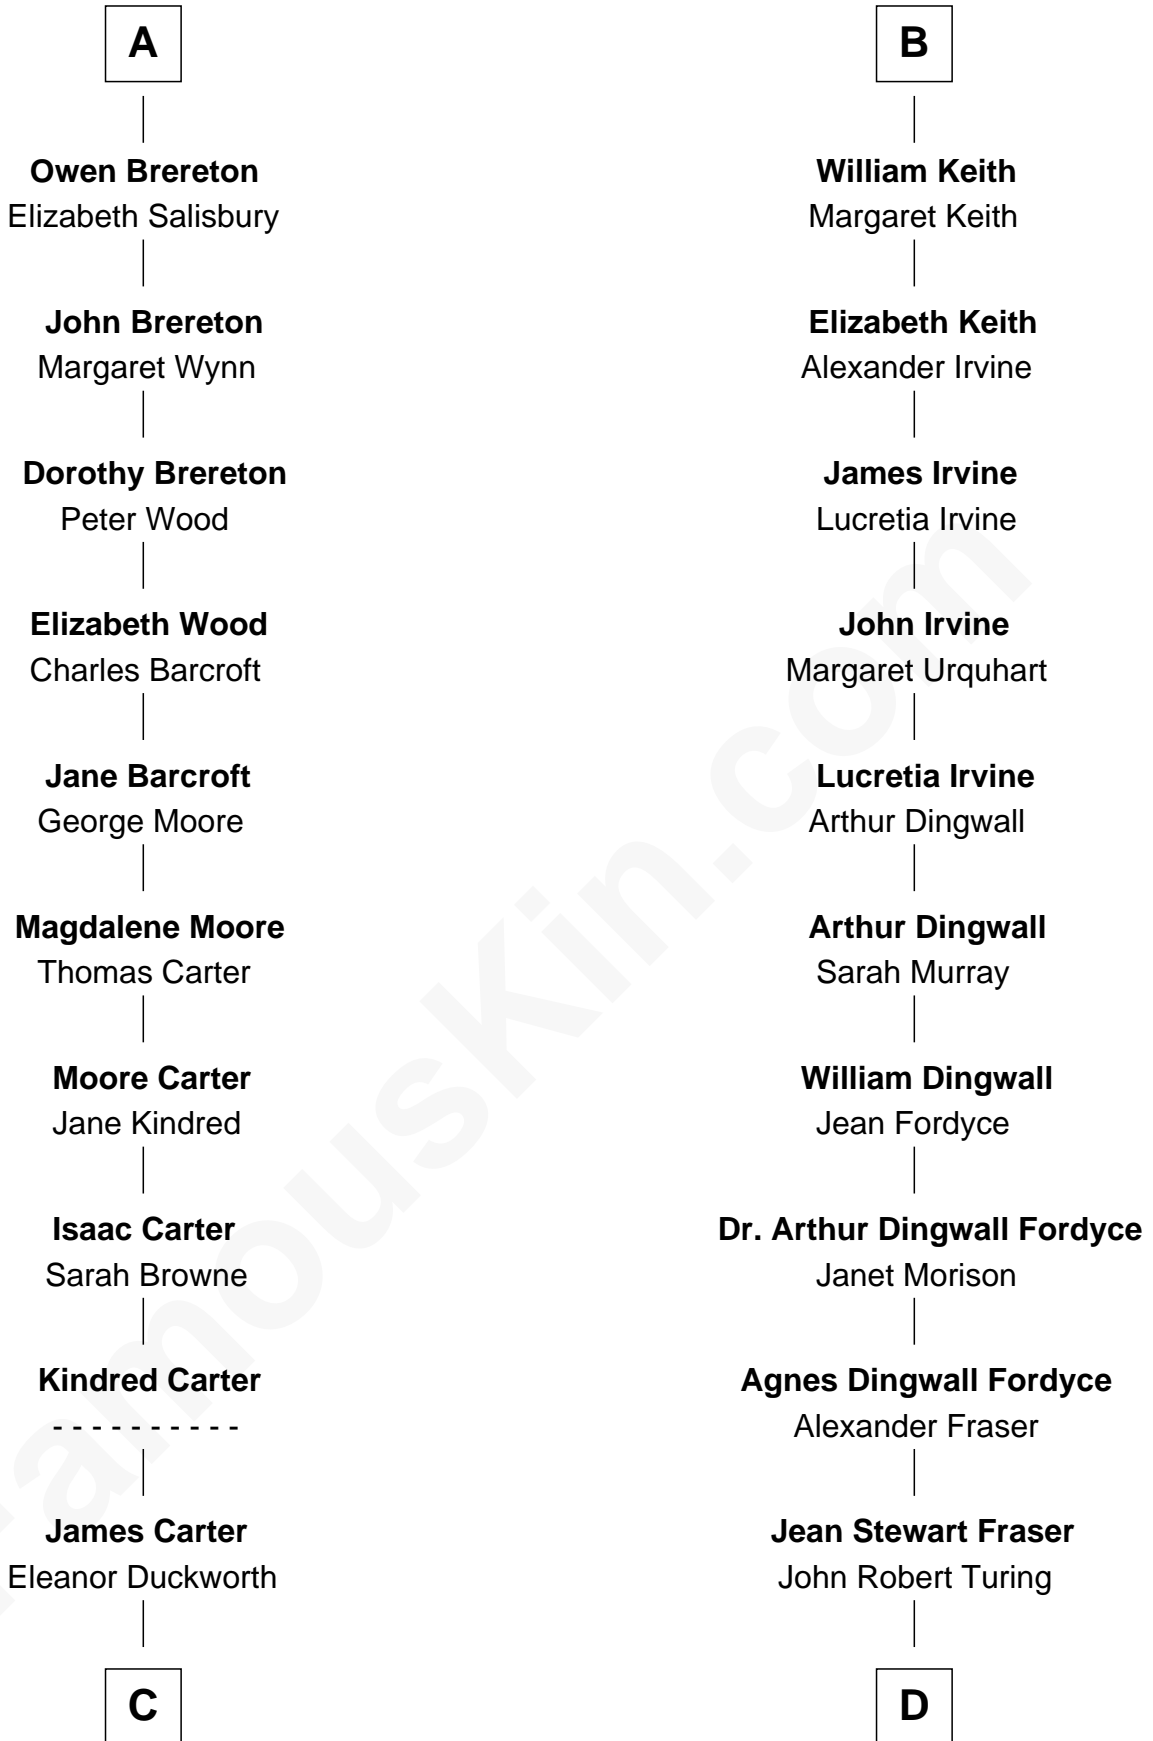 A
Owen Brereton
Elizabeth Salisbury
John Brereton
Margaret Wynn
Dorothy Brereton
Peter Wood
Elizabeth Wood
Charles Barcroft
Jane Barcroft
George Moore
Magdalene Moore
Thomas Carter
Moore Carter
Jane Kindred
Isaac Carter
Sarah Browne
Kindred Carter
- - - - - - - - - -
James Carter
Eleanor Duckworth
C
B
William Keith
Margaret Keith
Elizabeth Keith
Alexander Irvine
James Irvine
Lucretia Irvine
John Irvine
Margaret Urquhart
Lucretia Irvine
Arthur Dingwall
Arthur Dingwall
Sarah Murray
William Dingwall
Jean Fordyce
Dr. Arthur Dingwall Fordyce
Janet Morison
Agnes Dingwall Fordyce
Alexander Fraser
Jean Stewart Fraser
John Robert Turing
D
FamousKin.com